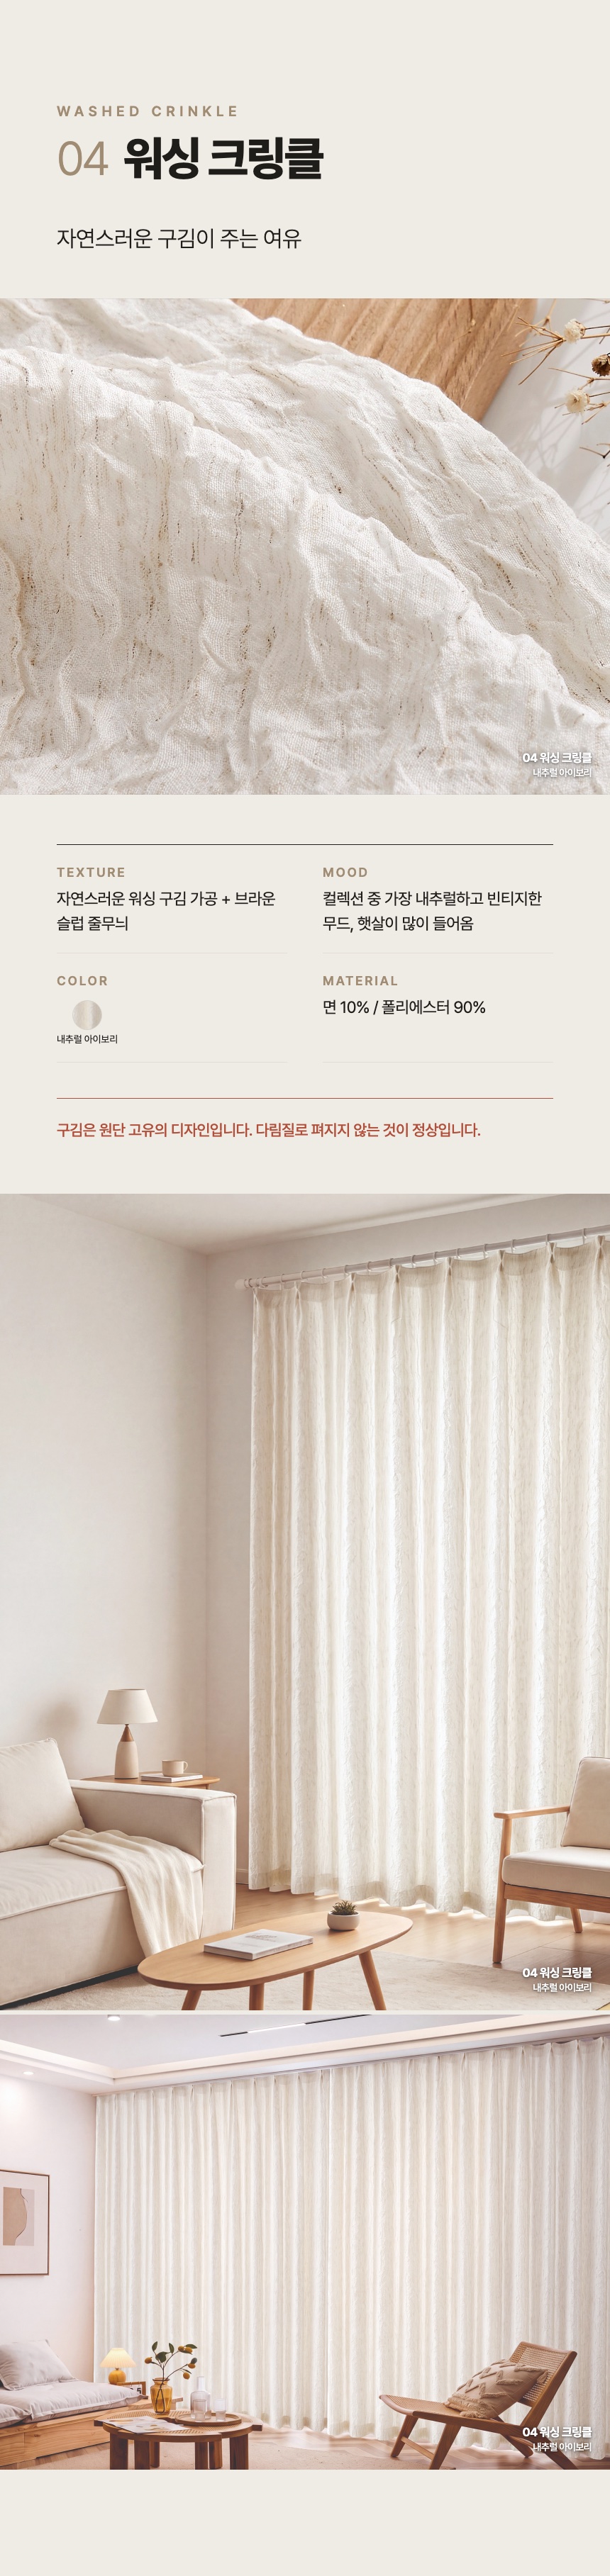 WASHED CRINKLE
04 워싱 크링클
자연스러운 구김이 주는 여유
04 워싱 크링클
내추럴 아이보리
TEXTURE
자연스러운 워싱 구김 가공 + 브라운
슬럽 줄무늬
MOOD
컬렉션 중 가장 내추럴하고 빈티지한
무드, 햇살이 많이 들어옴
COLOR
내추럴 아이보리
MATERIAL
면 10% / 폴리에스터 90%
구김은 원단 고유의 디자인입니다. 다림질로 펴지지 않는 것이 정상입니다.
04 워싱 크링클
내추럴 아이보리
04 워싱 크링클
내추럴 아이보리